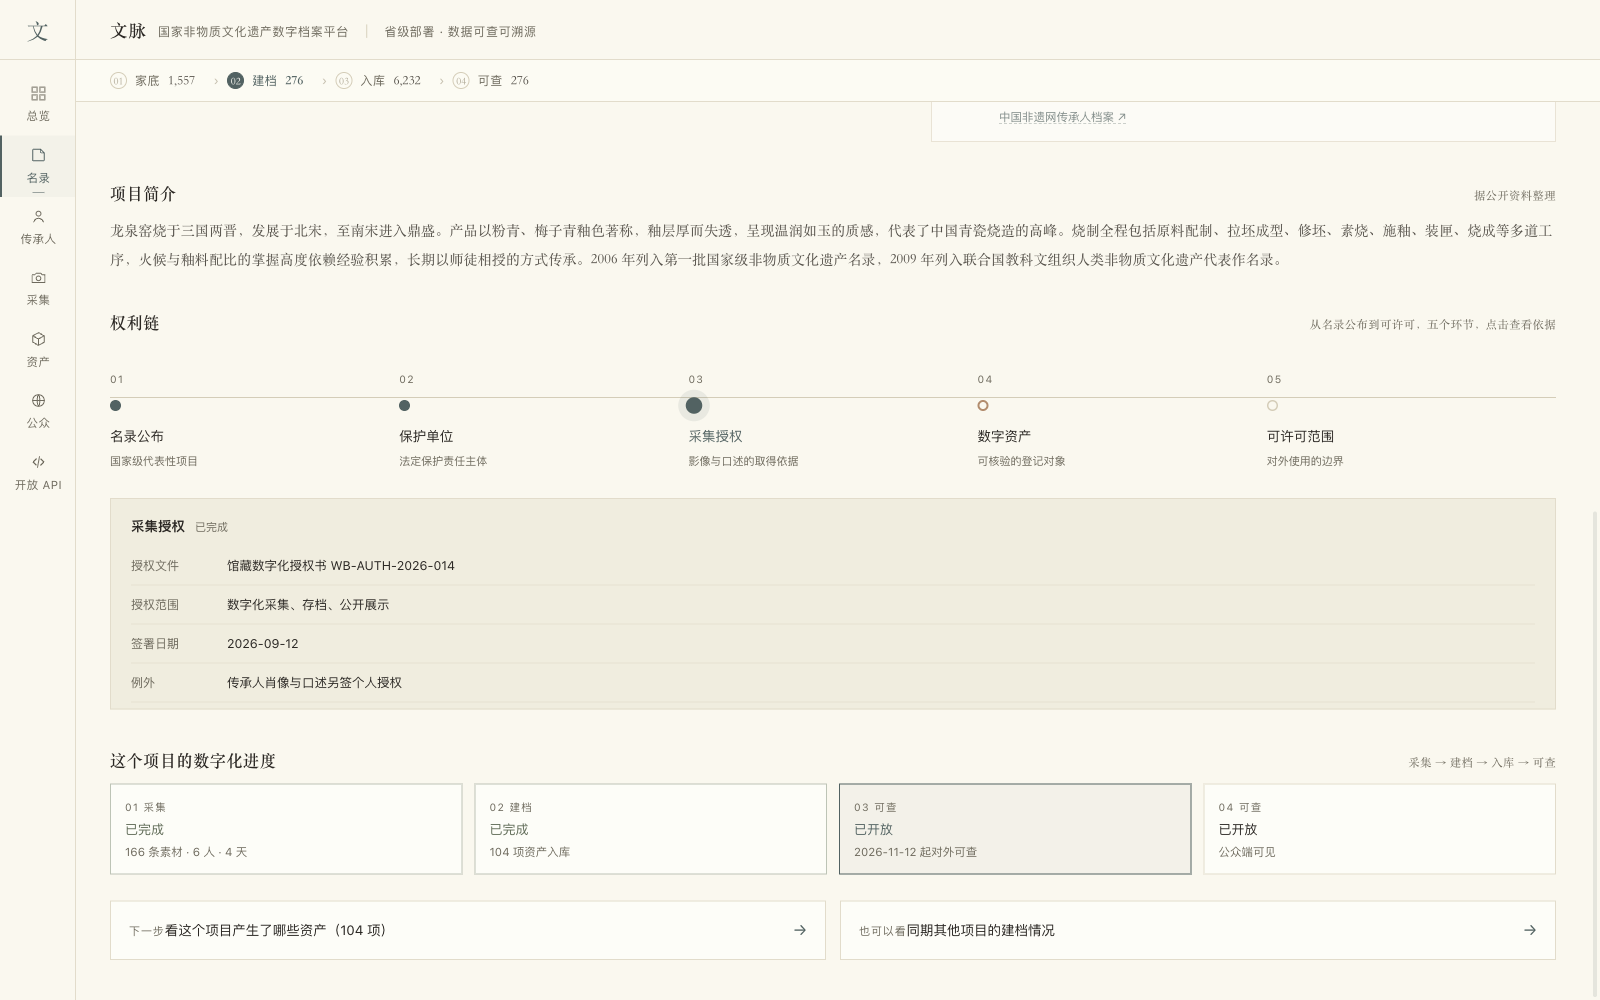 文
文脉 国家非物质文化遗产数字档案平台 省级部署 · 数据可查可溯源
01 家底 1,557 › 02 建档 276 › 03 入库 6,232 › 04 可查 276
总览
名录
传承人
采集
资产
公众
开放 API
中国非遗网传承人档案 ↗
项目简介
据公开资料整理
龙泉窑烧于三国两晋，发展于北宋，至南宋进入鼎盛。产品以粉青、梅子青釉色著称，釉层厚而失透，呈现温润如玉的质感，代表了中国青瓷烧造的高峰。烧制全程包括原料配制、拉坯成型、修坯、素烧、施釉、装匣、烧成等多道工
序，火候与釉料配比的掌握高度依赖经验积累，长期以师徒相授的方式传承。2006 年列入第一批国家级非物质文化遗产名录，2009 年列入联合国教科文组织人类非物质文化遗产代表作名录。
权利链
从名录公布到可许可，五个环节，点击查看依据
01
名录公布
国家级代表性项目
02
保护单位
法定保护责任主体
03
采集授权
影像与口述的取得依据
04
数字资产
可核验的登记对象
05
可许可范围
对外使用的边界
采集授权 已完成
授权文件 馆藏数字化授权书 WB-AUTH-2026-014
授权范围 数字化采集、存档、公开展示
签署日期 2026-09-12
例外 传承人肖像与口述另签个人授权
这个项目的数字化进度
采集 → 建档 → 入库 → 可查
01 采集
已完成
166 条素材 · 6 人 · 4 天
02 建档
已完成
104 项资产入库
03 可查
已开放
2026-11-12 起对外可查
04 可查
已开放
公众端可见
下一步看这个项目产生了哪些资产（104 项） →
也可以看同期其他项目的建档情况 →